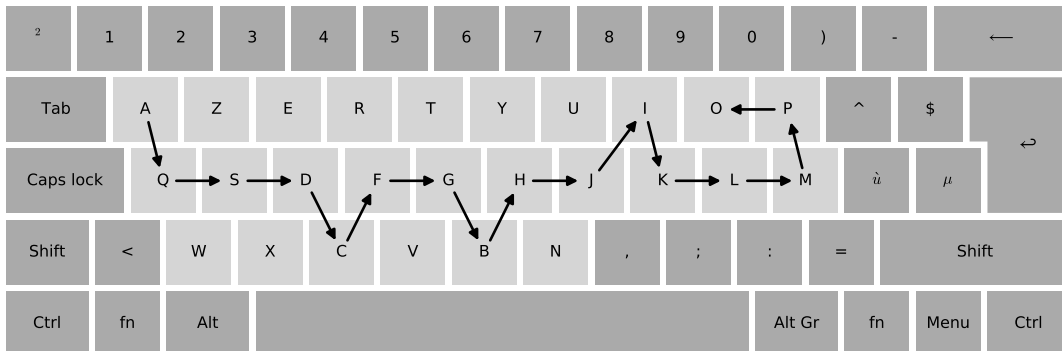 ² 1 2 3 4 5 6 7 8 9 0 ) - ⟵
Tab A Z E R T Y U I O P ^ $ ↩
Caps lock Q S D F G H J K L M ù μ
Shift < W X C V B N , ; : = Shift
Ctrl fn Alt Alt Gr fn Menu Ctrl